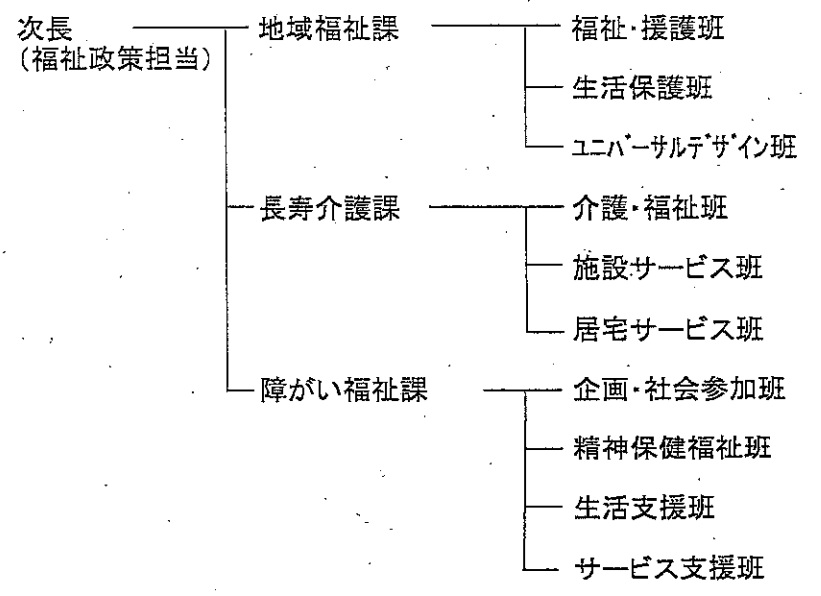 次長 地域福祉課 福祉・援護班
(福祉政策担当)
生活保護班
ﾕﾆﾊﾞｰｻﾙﾃﾞｻﾞｲﾝ班
長寿介護課 介護・福祉班
施設サービス班
居宅サービス班
障がい福祉課 企画・社会参加班
精神保健福祉班
生活支援班
サービス支援班